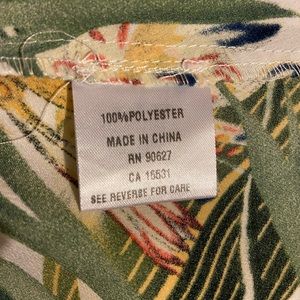 100%POLYESTER
MADE IN CHINA
RN 90627
CA 15531
SEE REVERSE FOR CARE